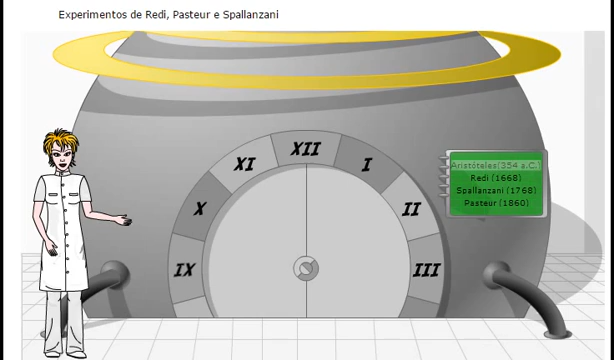 Experimentos de Redi, Pasteur e Spallanzani
XII
XI
I
X
II
IX
III
Aristóteles(354 a.C.)
Redi (1668)
Spallanzani (1768)
Pasteur (1860)